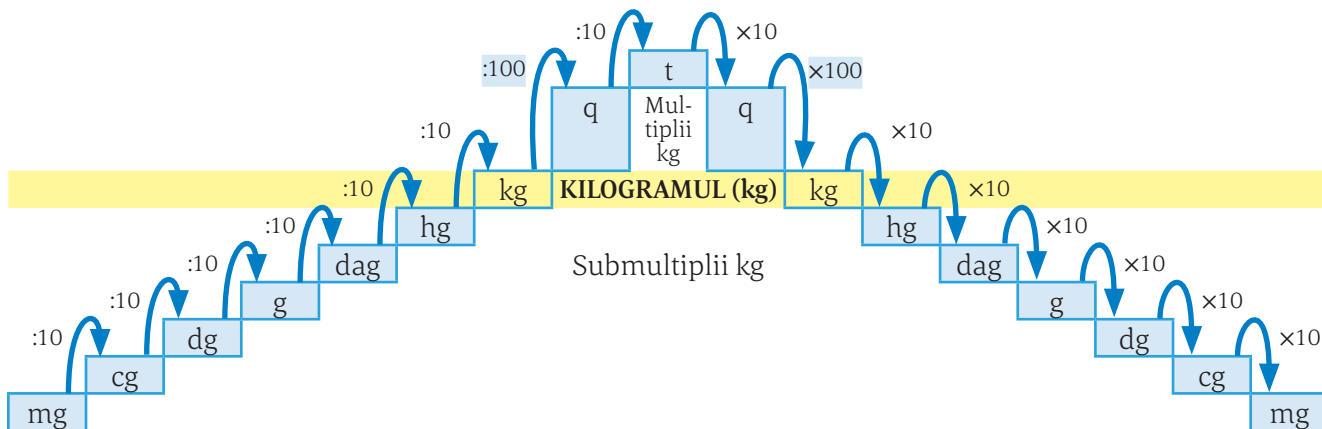 :10 ×10
:100 t ×100
q Mul- q
tiplii
kg
:10 ×10
:10 kg KILOGRAMUL (kg) kg ×10
:10 hg hg ×10
:10 dag Submultiplii kg dag ×10
:10 g g ×10
:10 dg dg ×10
cg cg
mg mg